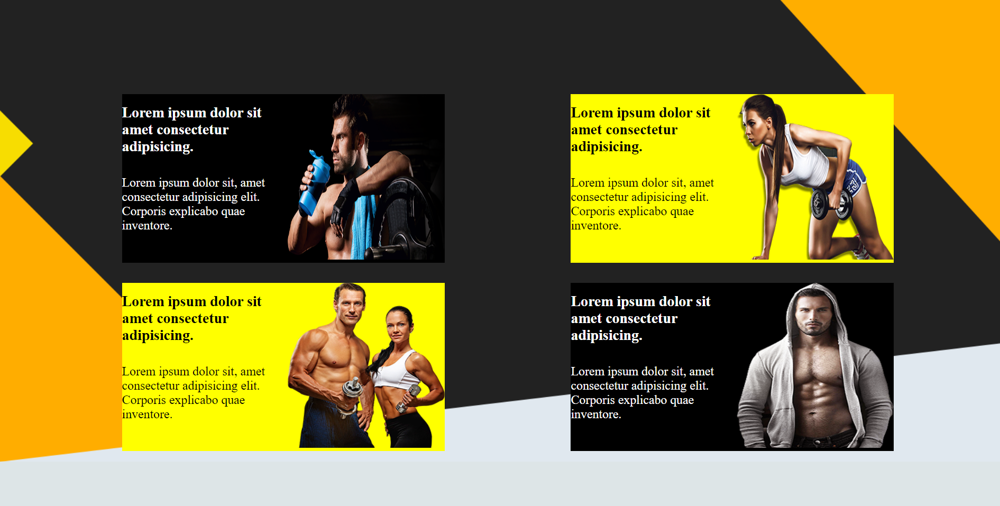 Lorem ipsum dolor sit
amet consectetur
adipisicing.
Lorem ipsum dolor sit, amet
consectetur adipisicing elit.
Corporis explicabo quae
inventore.
Lorem ipsum dolor sit
amet consectetur
adipisicing.
Lorem ipsum dolor sit, amet
consectetur adipisicing elit.
Corporis explicabo quae
inventore.
Lorem ipsum dolor sit
amet consectetur
adipisicing.
Lorem ipsum dolor sit, amet
consectetur adipisicing elit.
Corporis explicabo quae
inventore.
Lorem ipsum dolor sit
amet consectetur
adipisicing.
Lorem ipsum dolor sit, amet
consectetur adipisicing elit.
Corporis explicabo quae
inventore.